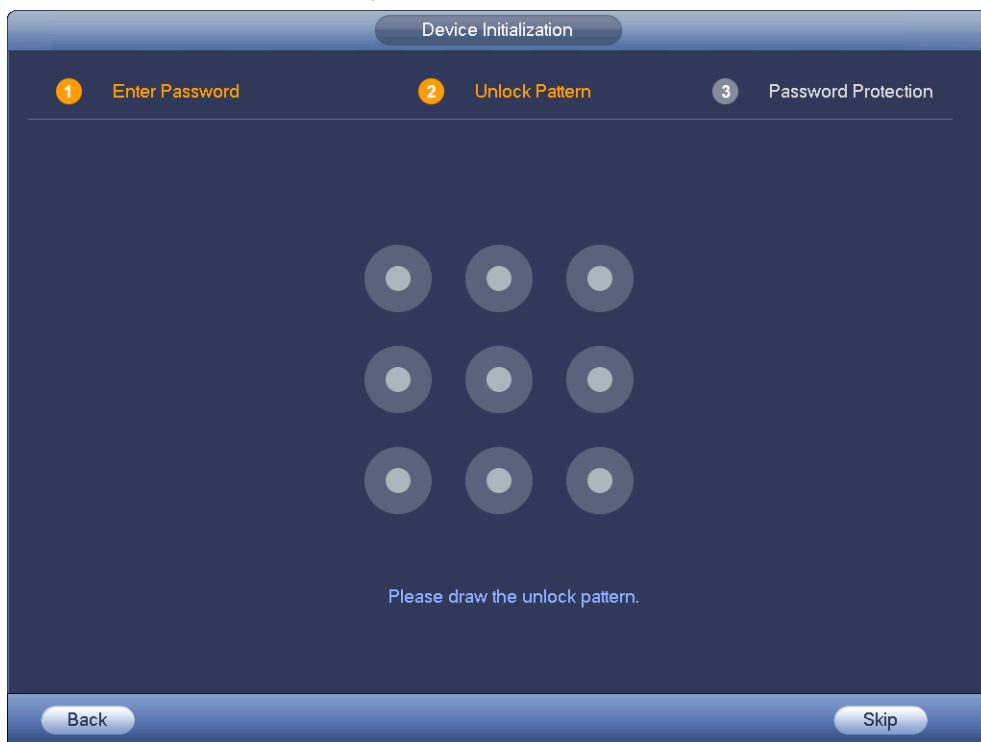 Device Initialization
1 Enter Password 2 Unlock Pattern 3 Password Protection
Please draw the unlock pattern.
Back Skip